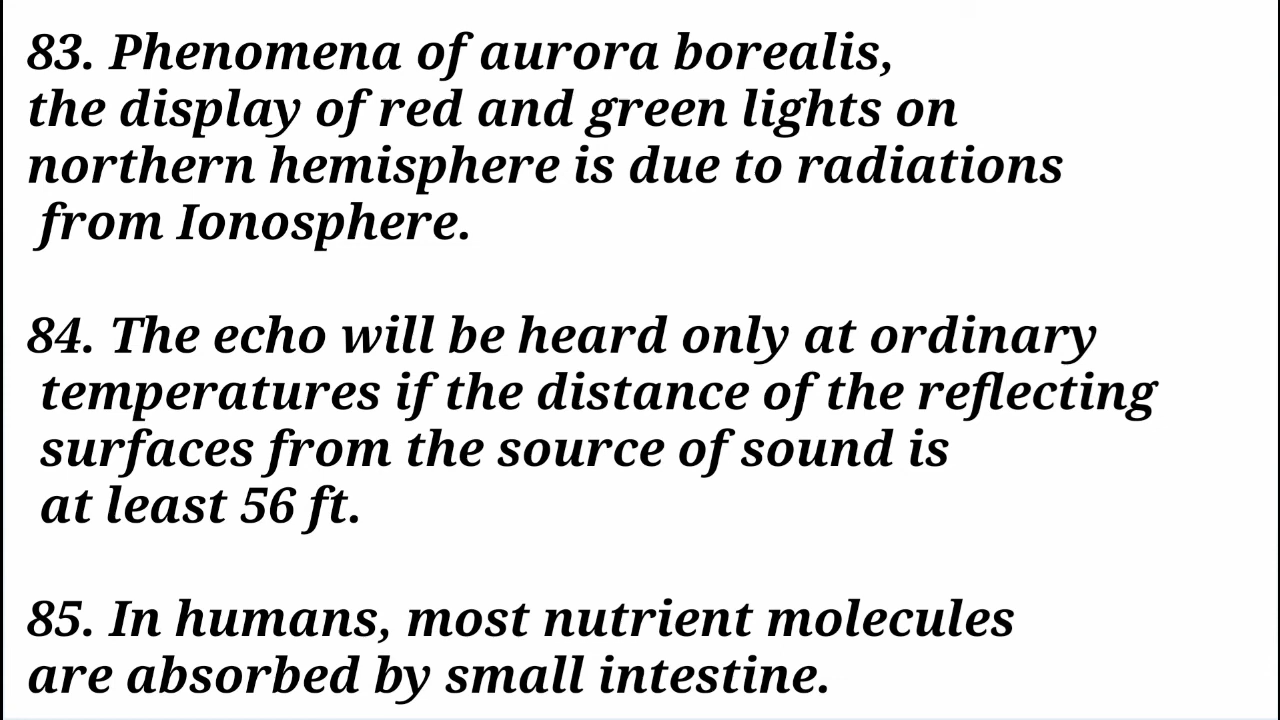 83. Phenomena of aurora borealis,
the display of red and green lights on
northern hemisphere is due to radiations
from Ionosphere.
84. The echo will be heard only at ordinary
temperatures if the distance of the reflecting
surfaces from the source of sound is
at least 56 ft.
85. In humans, most nutrient molecules
are absorbed by small intestine.